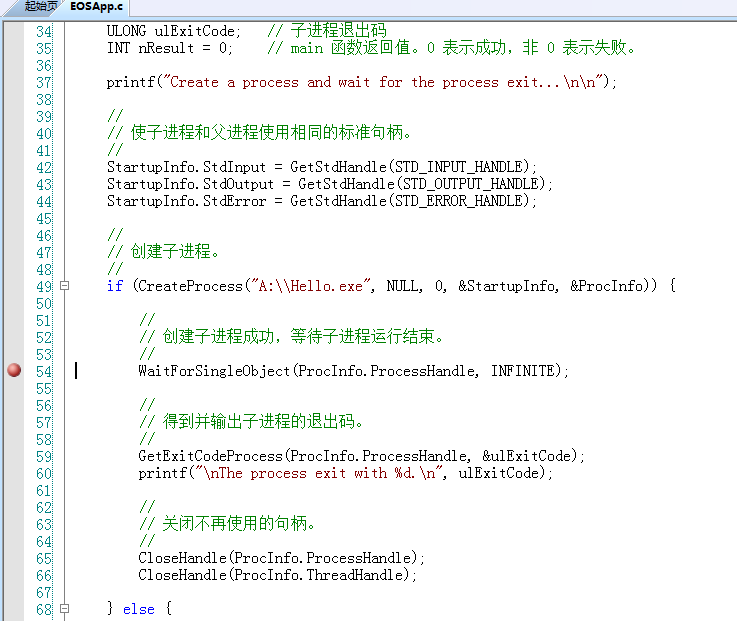 起始页 EOSApp.c
34 ULONG ulExitCode; // 子进程退出码
35 INT nResult = 0; // main 函数返回值。0 表示成功，非 0 表示失败。
36
37 printf("Create a process and wait for the process exit...\n\n");
38
39 //
40 // 使子进程和父进程使用相同的标准句柄。
41 //
42 StartupInfo.StdInput = GetStdHandle(STD_INPUT_HANDLE);
43 StartupInfo.StdOutput = GetStdHandle(STD_OUTPUT_HANDLE);
44 StartupInfo.StdError = GetStdHandle(STD_ERROR_HANDLE);
45
46 //
47 // 创建子进程。
48 //
49 if (CreateProcess("A:\\Hello.exe", NULL, 0, &StartupInfo, &ProcInfo)) {
50
51 //
52 // 创建子进程成功，等待子进程运行结束。
53 //
54 WaitForSingleObject(ProcInfo.ProcessHandle, INFINITE);
55
56 //
57 // 得到并输出子进程的退出码。
58 //
59 GetExitCodeProcess(ProcInfo.ProcessHandle, &ulExitCode);
60 printf("\nThe process exit with %d.\n", ulExitCode);
61
62 //
63 // 关闭不再使用的句柄。
64 //
65 CloseHandle(ProcInfo.ProcessHandle);
66 CloseHandle(ProcInfo.ThreadHandle);
67
68 } else {